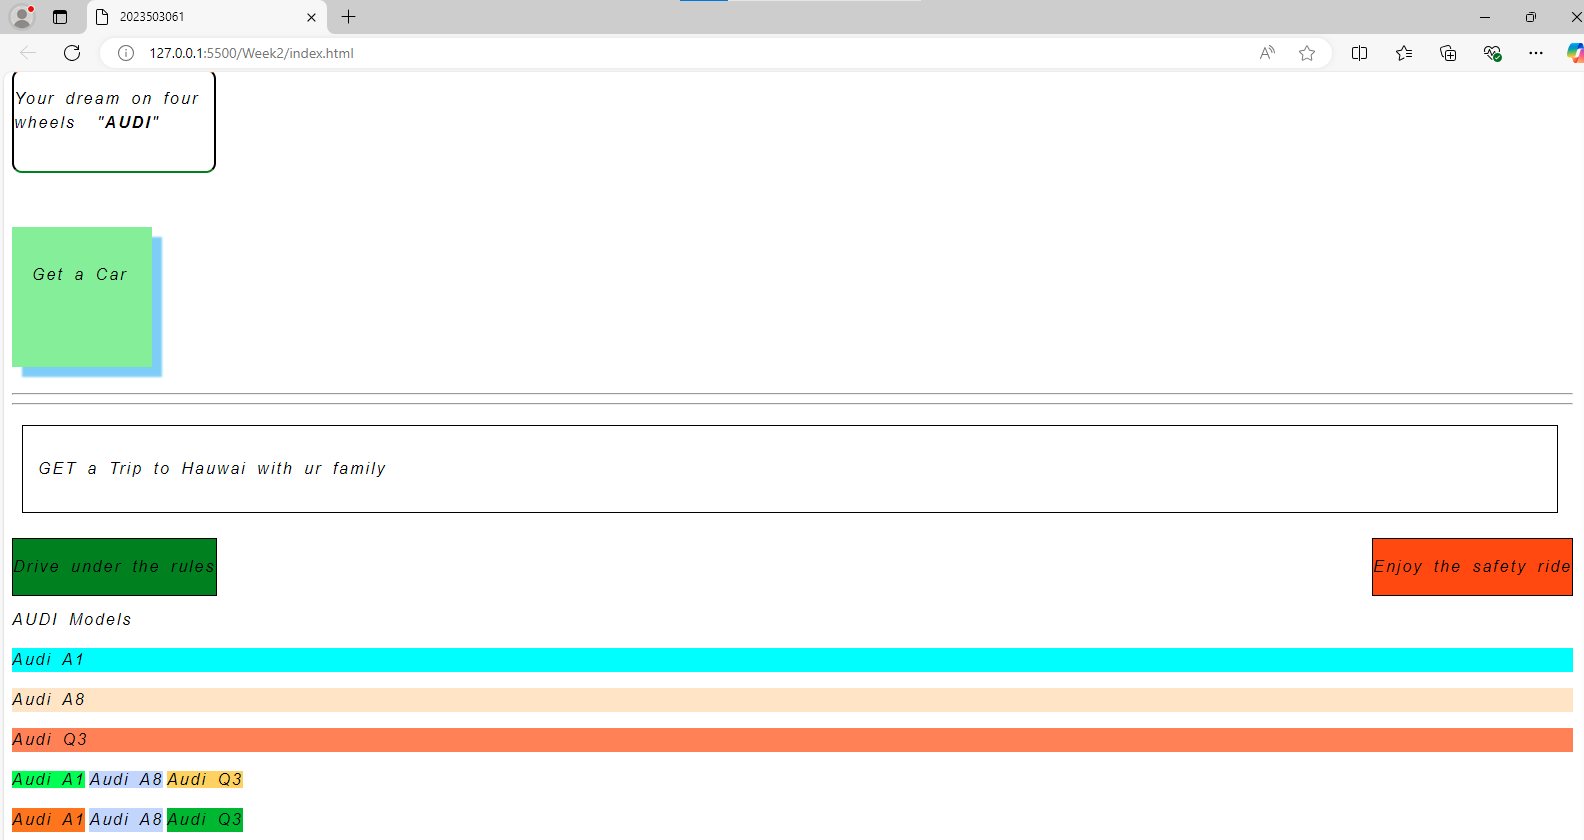 2023503061
127.0.0.1:5500/Week2/index.html
Your dream on four
wheels "AUDI"
Get a Car
GET a Trip to Hauwai with ur family
Drive under the rules
Enjoy the safety ride
AUDI Models
Audi A1
Audi A8
Audi Q3
Audi A1 Audi A8 Audi Q3
Audi A1 Audi A8 Audi Q3